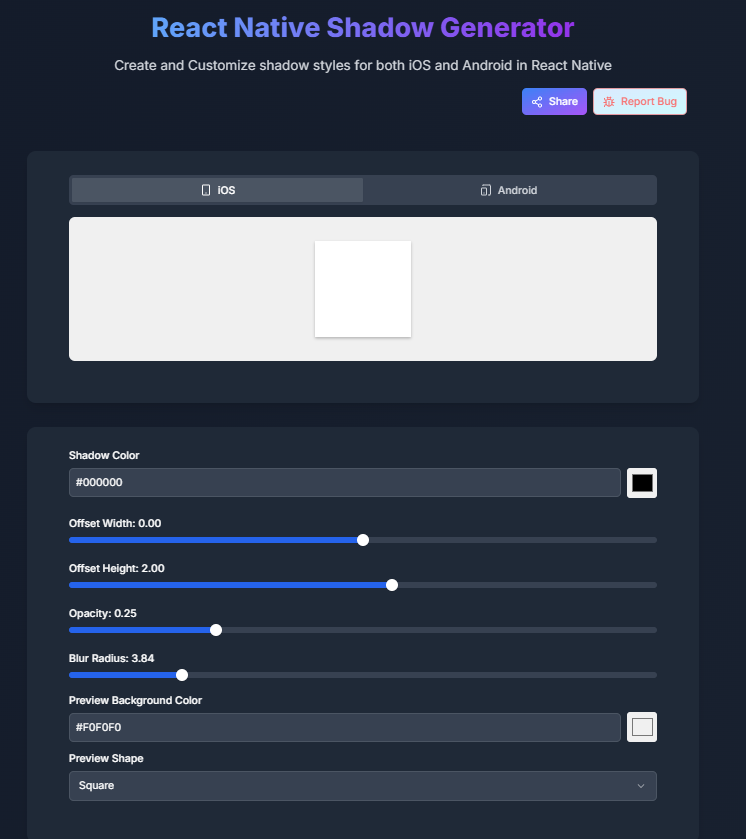 React Native Shadow Generator
Create and Customize shadow styles for both iOS and Android in React Native
Share
Report Bug
iOS
Android
Shadow Color
#000000
Offset Width: 0.00
Offset Height: 2.00
Opacity: 0.25
Blur Radius: 3.84
Preview Background Color
#F0F0F0
Preview Shape
Square